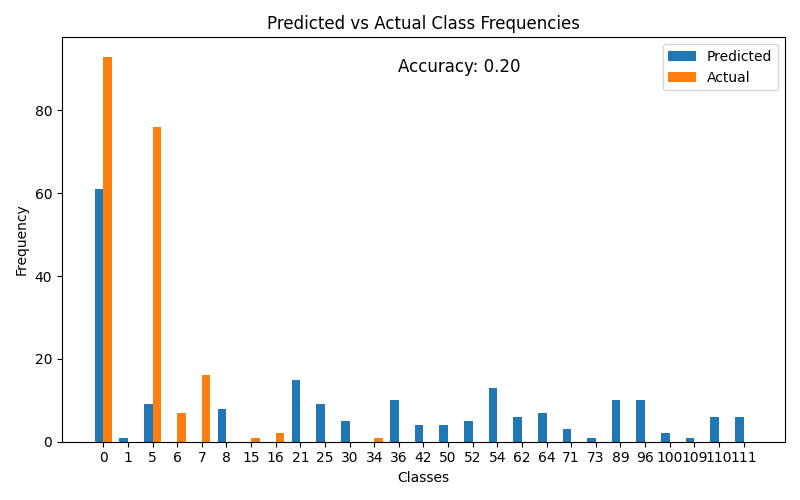 Predicted vs Actual Class Frequencies
Accuracy: 0.20
Predicted
Actual
Frequency
80
60
40
20
0
0 1 5 6 7 8 15 16 21 25 30 34 36 42 50 52 54 62 64 71 73 89 96 100 109 110 111
Classes